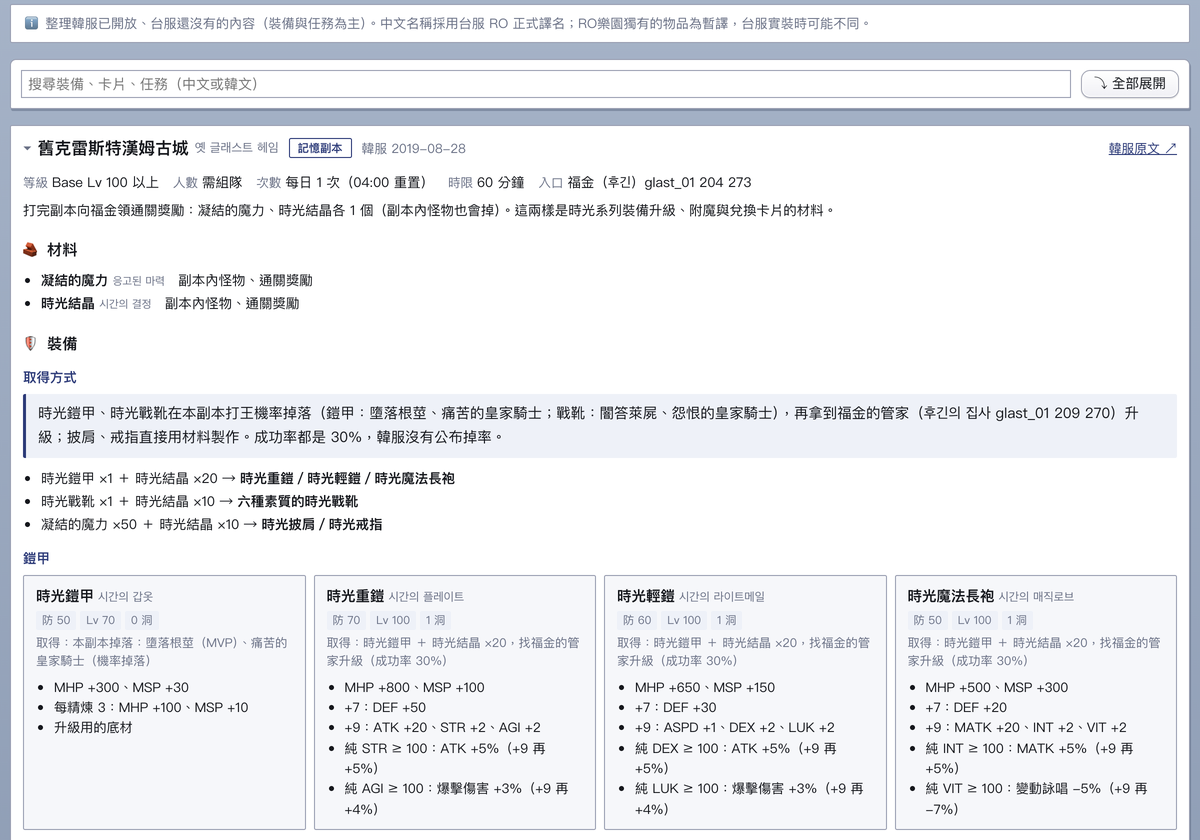 整理韓服已開放、台服還沒有的內容（裝備與任務為主）。中文名稱採用台服 RO 正式譯名；RO樂園獨有的物品為暫譯，台服實裝時可能不同。
搜尋裝備、卡片、任務（中文或韓文）
⤵ 全部展開
舊克雷斯特漢姆古城 옛 글래스트 헤임 記憶副本 韓服 2019-08-28
韓服原文 ↗
等級 Base Lv 100 以上 人數 需組隊 次數 每日 1 次（04:00 重置） 時限 60 分鐘 入口 福金（후긴）glast_01 204 273
打完副本向福金領通關獎勵：凝結的魔力、時光結晶各 1 個（副本內怪物也會掉）。這兩樣是時光系列裝備升級、附魔與兌換卡片的材料。
材料
• 凝結的魔力 응고된 마력 副本內怪物、通關獎勵
• 時光結晶 시간의 결정 副本內怪物、通關獎勵
裝備
取得方式
時光鎧甲、時光戰靴在本副本打王機率掉落（鎧甲：墮落根莖、痛苦的皇家騎士；戰靴：闇答萊屍、怨恨的皇家騎士），再拿到福金的管家（후긴의 집사 glast_01 209 270）升
級；披肩、戒指直接用材料製作。成功率都是 30%，韓服沒有公布掉率。
• 時光鎧甲 ×1 ＋ 時光結晶 ×20 → 時光重鎧 / 時光輕鎧 / 時光魔法長袍
• 時光戰靴 ×1 ＋ 時光結晶 ×10 → 六種素質的時光戰靴
• 凝結的魔力 ×50 ＋ 時光結晶 ×10 → 時光披肩 / 時光戒指
鎧甲
時光鎧甲 시간의 갑옷
防 50 Lv 70 0 洞
取得：本副本掉落：墮落根莖（MVP）、痛苦的
皇家騎士（機率掉落）
• MHP +300、MSP +30
• 每精煉 3：MHP +100、MSP +10
• 升級用的底材
時光重鎧 시간의 플레이트
防 70 Lv 100 1 洞
取得：時光鎧甲 ＋ 時光結晶 ×20，找福金的管
家升級（成功率 30%）
• MHP +800、MSP +100
• +7：DEF +50
• +9：ATK +20、STR +2、AGI +2
• 純 STR ≥ 100：ATK +5%（+9 再
+5%）
• 純 AGI ≥ 100：爆擊傷害 +3%（+9 再
+4%）
時光輕鎧 시간의 라이트메일
防 60 Lv 100 1 洞
取得：時光鎧甲 ＋ 時光結晶 ×20，找福金的管
家升級（成功率 30%）
• MHP +650、MSP +150
• +7：DEF +30
• +9：ASPD +1、DEX +2、LUK +2
• 純 DEX ≥ 100：ATK +5%（+9 再
+5%）
• 純 LUK ≥ 100：爆擊傷害 +3%（+9 再
+4%）
時光魔法長袍 시간의 매직로브
防 50 Lv 100 1 洞
取得：時光鎧甲 ＋ 時光結晶 ×20，找福金的管
家升級（成功率 30%）
• MHP +500、MSP +300
• +7：DEF +20
• +9：MATK +20、INT +2、VIT +2
• 純 INT ≥ 100：MATK +5%（+9 再
+5%）
• 純 VIT ≥ 100：變動詠唱 −5%（+9 再
−7%）